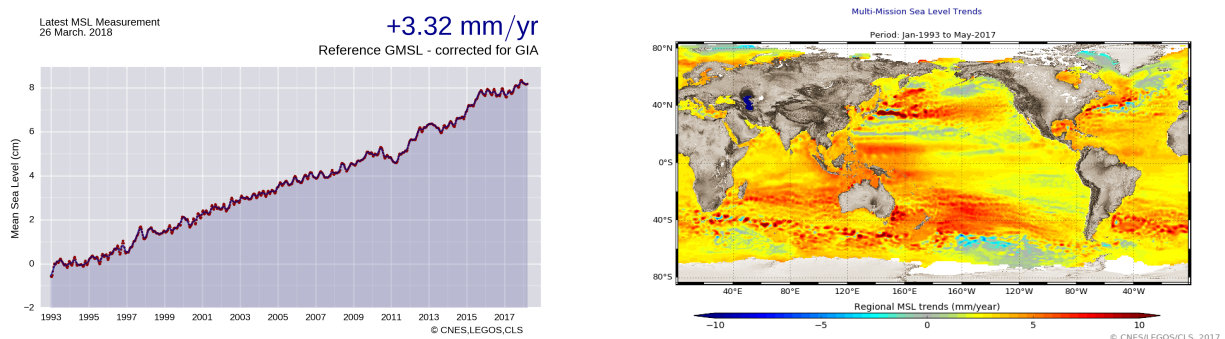 Latest MSL Measurement
26 March. 2018
+3.32 mm/yr
Reference GMSL - corrected for GIA
Mean Sea Level (cm)
8
6
4
2
0
−2
1993 1995 1997 1999 2001 2003 2005 2007 2009 2011 2013 2015 2017
© CNES,LEGOS,CLS
Multi-Mission Sea Level Trends
Period: Jan-1993 to May-2017
80°N
40°N
0°S
40°S
80°S
40°E 80°E 120°E 160°E 160°W 120°W 80°W 40°W
Regional MSL trends (mm/year)
−10 −5 0 5 10
© CNES/LEGOS/CLS, 2017